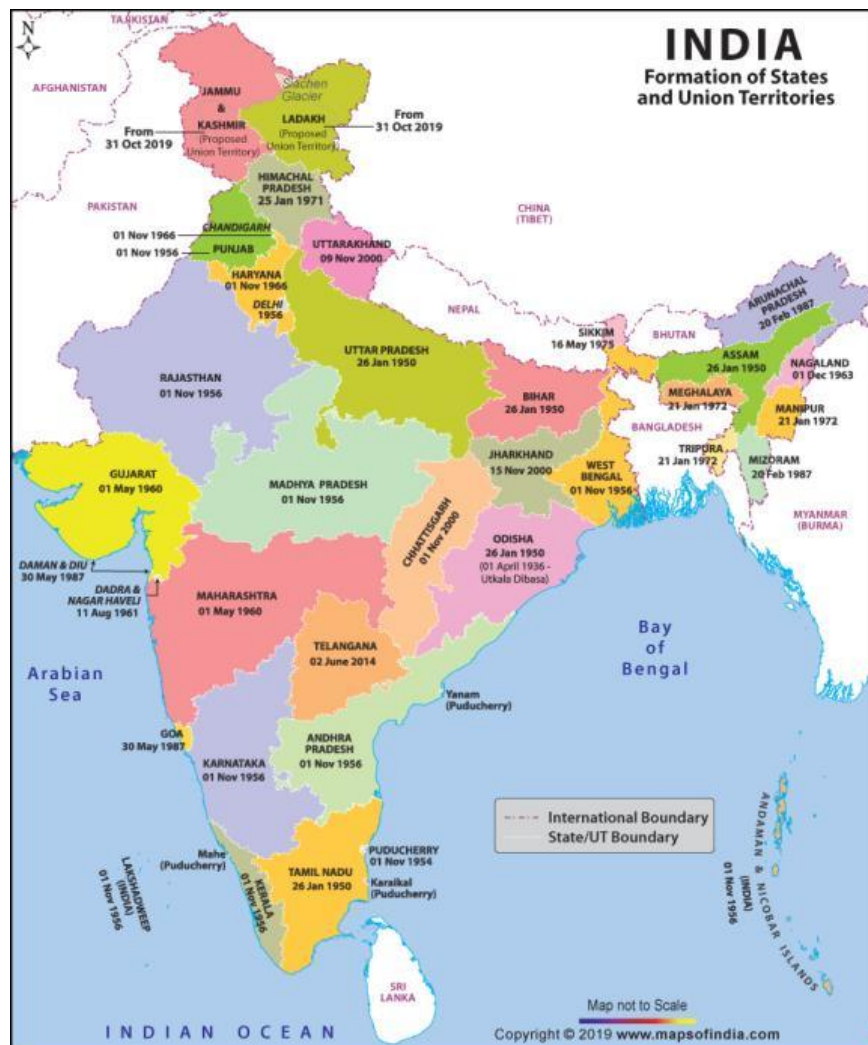 INDIA
Formation of States
and Union Territories
N
TAJIKISTAN
AFGHANISTAN
PAKISTAN
CHINA
(TIBET)
NEPAL
BHUTAN
BANGLADESH
MYANMAR
(BURMA)
SRI
LANKA
Siachen
Glacier
JAMMU
&
KASHMIR
(Proposed
Union Territory)
From
31 Oct 2019
LADAKH
(Proposed
Union Territory)
From
31 Oct 2019
HIMACHAL
PRADESH
25 Jan 1971
CHANDIGARH
01 Nov 1966
PUNJAB
01 Nov 1956
UTTARAKHAND
09 Nov 2000
HARYANA
01 Nov 1966
DELHI
1956
RAJASTHAN
01 Nov 1956
UTTAR PRADESH
26 Jan 1950
SIKKIM
16 May 1975
ARUNACHAL
PRADESH
20 Feb 1987
ASSAM
26 Jan 1950
NAGALAND
01 Dec 1963
MEGHALAYA
21 Jan 1972
MANIPUR
21 Jan 1972
TRIPURA
21 Jan 1972
MIZORAM
20 Feb 1987
BIHAR
26 Jan 1950
JHARKHAND
15 Nov 2000
WEST
BENGAL
01 Nov 1956
GUJARAT
01 May 1960
MADHYA PRADESH
01 Nov 1956
CHHATTISGARH
01 Nov 2000
ODISHA
26 Jan 1950
(01 April 1936 -
Utkala Dibasa)
DAMAN & DIU
30 May 1987
DADRA &
NAGAR HAVELI
11 Aug 1961
MAHARASHTRA
01 May 1960
TELANGANA
02 June 2014
Arabian
Sea
Bay
of
Bengal
Yanam
(Puducherry)
GOA
30 May 1987
KARNATAKA
01 Nov 1956
ANDHRA
PRADESH
01 Nov 1956
International Boundary
State/UT Boundary
Mahe
(Puducherry)
PUDUCHERRY
01 Nov 1954
Karaikal
(Puducherry)
TAMIL NADU
26 Jan 1950
KERALA
01 Nov 1956
LAKSHADWEEP
(INDIA)
01 Nov 1956
ANDAMAN & NICOBAR ISLANDS
(INDIA)
01 Nov 1956
INDIAN OCEAN
Map not to Scale
Copyright © 2019 www.mapsofindia.com